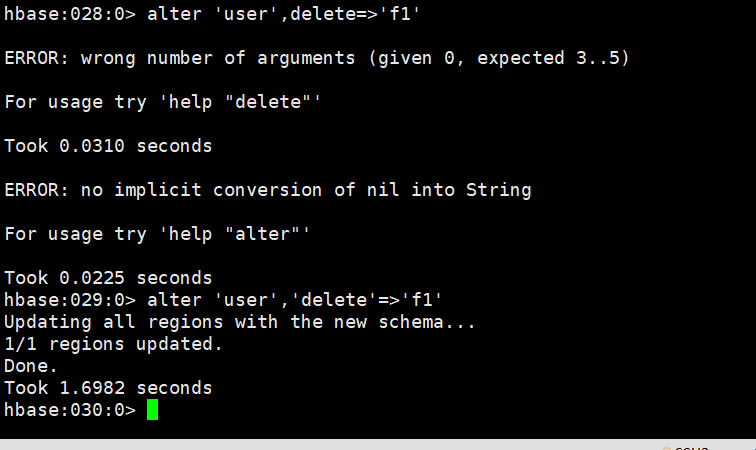 hbase:028:0> alter 'user',delete=>'f1'
ERROR: wrong number of arguments (given 0, expected 3..5)
For usage try 'help "delete"'
Took 0.0310 seconds
ERROR: no implicit conversion of nil into String
For usage try 'help "alter"'
Took 0.0225 seconds
hbase:029:0> alter 'user','delete'=>'f1'
Updating all regions with the new schema...
1/1 regions updated.
Done.
Took 1.6982 seconds
hbase:030:0>